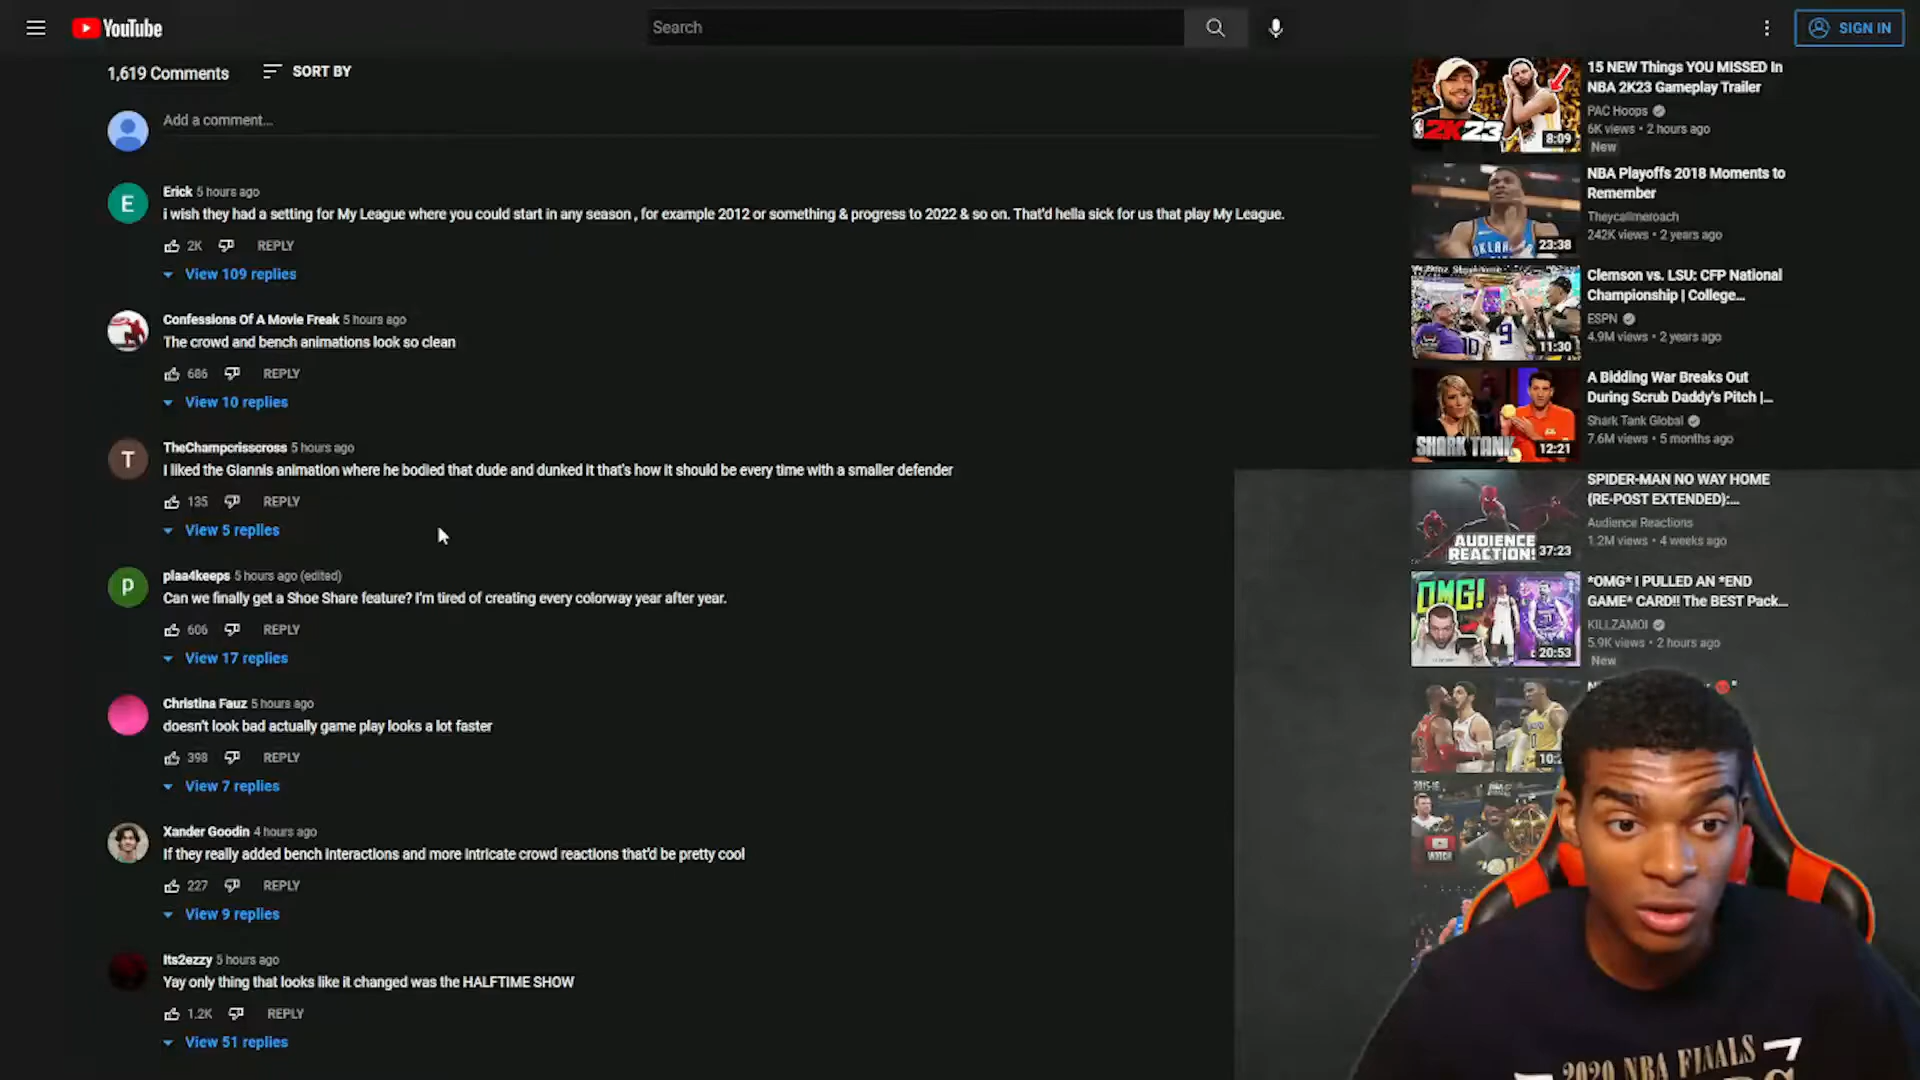 YouTube
Search
SIGN IN
1,619 Comments
SORT BY
Add a comment...
E
Erick 5 hours ago
i wish they had a setting for My League where you could start in any season , for example 2012 or something & progress to 2022 & so on. That'd hella sick for us that play My League.
2K
REPLY
View 109 replies
Confessions Of A Movie Freak 5 hours ago
The crowd and bench animations look so clean
686
REPLY
View 10 replies
T
TheChampcrisscross 5 hours ago
I liked the Giannis animation where he bodied that dude and dunked it that's how it should be every time with a smaller defender
135
REPLY
View 5 replies
P
plaa4keeps 5 hours ago (edited)
Can we finally get a Shoe Share feature? I'm tired of creating every colorway year after year.
606
REPLY
View 17 replies
Christina Fauz 5 hours ago
doesn't look bad actually game play looks a lot faster
398
REPLY
View 7 replies
Xander Goodin 4 hours ago
If they really added bench interactions and more intricate crowd reactions that'd be pretty cool
227
REPLY
View 9 replies
Its2ezzy 5 hours ago
Yay only thing that looks like it changed was the HALFTIME SHOW
1.2K
REPLY
View 51 replies
2K23
8:09
15 NEW Things YOU MISSED In
NBA 2K23 Gameplay Trailer
PAC Hoops
6K views • 2 hours ago
New
23:38
NBA Playoffs 2018 Moments to
Remember
Theycallmeroach
242K views • 2 years ago
9
11:30
Clemson vs. LSU: CFP National
Championship | College...
ESPN
4.9M views • 2 years ago
SHARK TANK
12:21
A Bidding War Breaks Out
During Scrub Daddy's Pitch |...
Shark Tank Global
7.6M views • 5 months ago
AUDIENCE
REACTION!
37:23
SPIDER-MAN NO WAY HOME
(RE-POST EXTENDED):...
Audience Reactions
1.2M views • 4 weeks ago
OMG!
20:53
*OMG* I PULLED AN *END
GAME* CARD!! The BEST Pack...
KILLZAMOI
5.9K views • 2 hours ago
New
2015-16
WATCH
2020 NBA FINALS